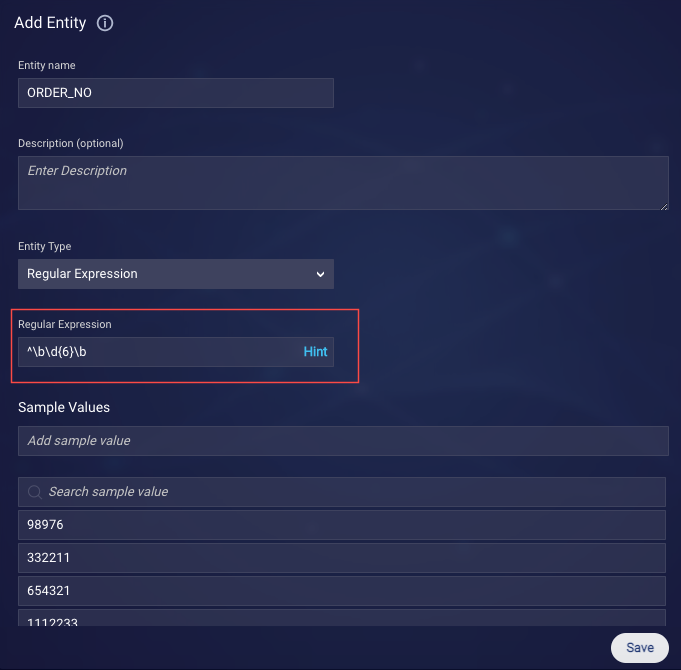 Add Entity
Entity name
ORDER_NO
Description (optional)
Enter Description
Entity Type
Regular Expression
Regular Expression
^\b\d{6}\b Hint
Sample Values
Add sample value
Search sample value
98976
332211
654321
1112233
Save